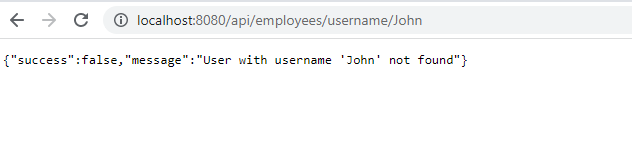 localhost:8080/api/employees/username/John
{"success":false,"message":"User with username 'John' not found"}